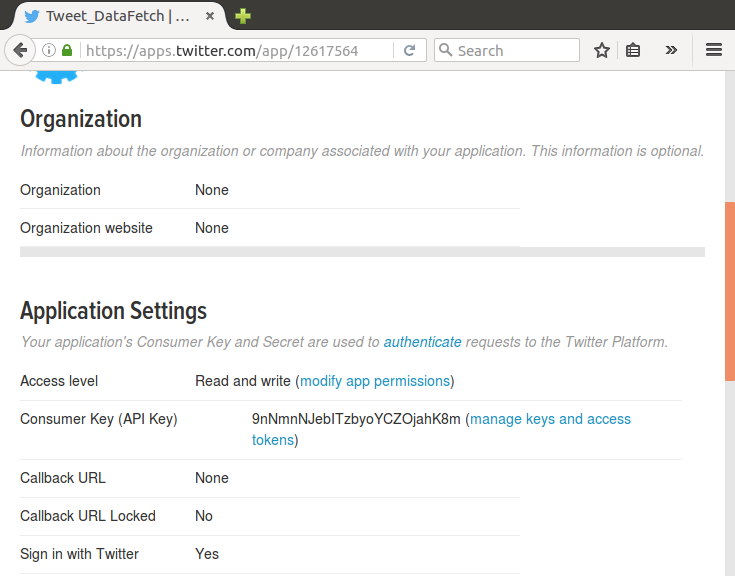 Tweet_DataFetch | ...
https://apps.twitter.com/app/12617564
Search
Organization
Information about the organization or company associated with your application. This information is optional.
Organization None
Organization website None
Application Settings
Your application's Consumer Key and Secret are used to authenticate requests to the Twitter Platform.
Access level Read and write (modify app permissions)
Consumer Key (API Key) 9nNmnNJebITzbyoYCZOjahK8m (manage keys and access
tokens)
Callback URL None
Callback URL Locked No
Sign in with Twitter Yes